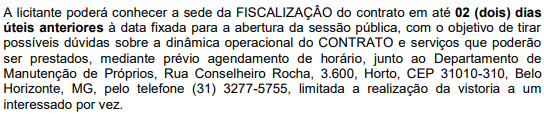 A licitante poderá conhecer a sede da FISCALIZAÇÂO do contrato em até 02 (dois) dias
úteis anteriores à data fixada para a abertura da sessão pública, com o objetivo de tirar
possíveis dúvidas sobre a dinâmica operacional do CONTRATO e serviços que poderão
ser prestados, mediante prévio agendamento de horário, junto ao Departamento de
Manutenção de Próprios, Rua Conselheiro Rocha, 3.600, Horto, CEP 31010-310, Belo
Horizonte, MG, pelo telefone (31) 3277-5755, limitada a realização da vistoria a um
interessado por vez.